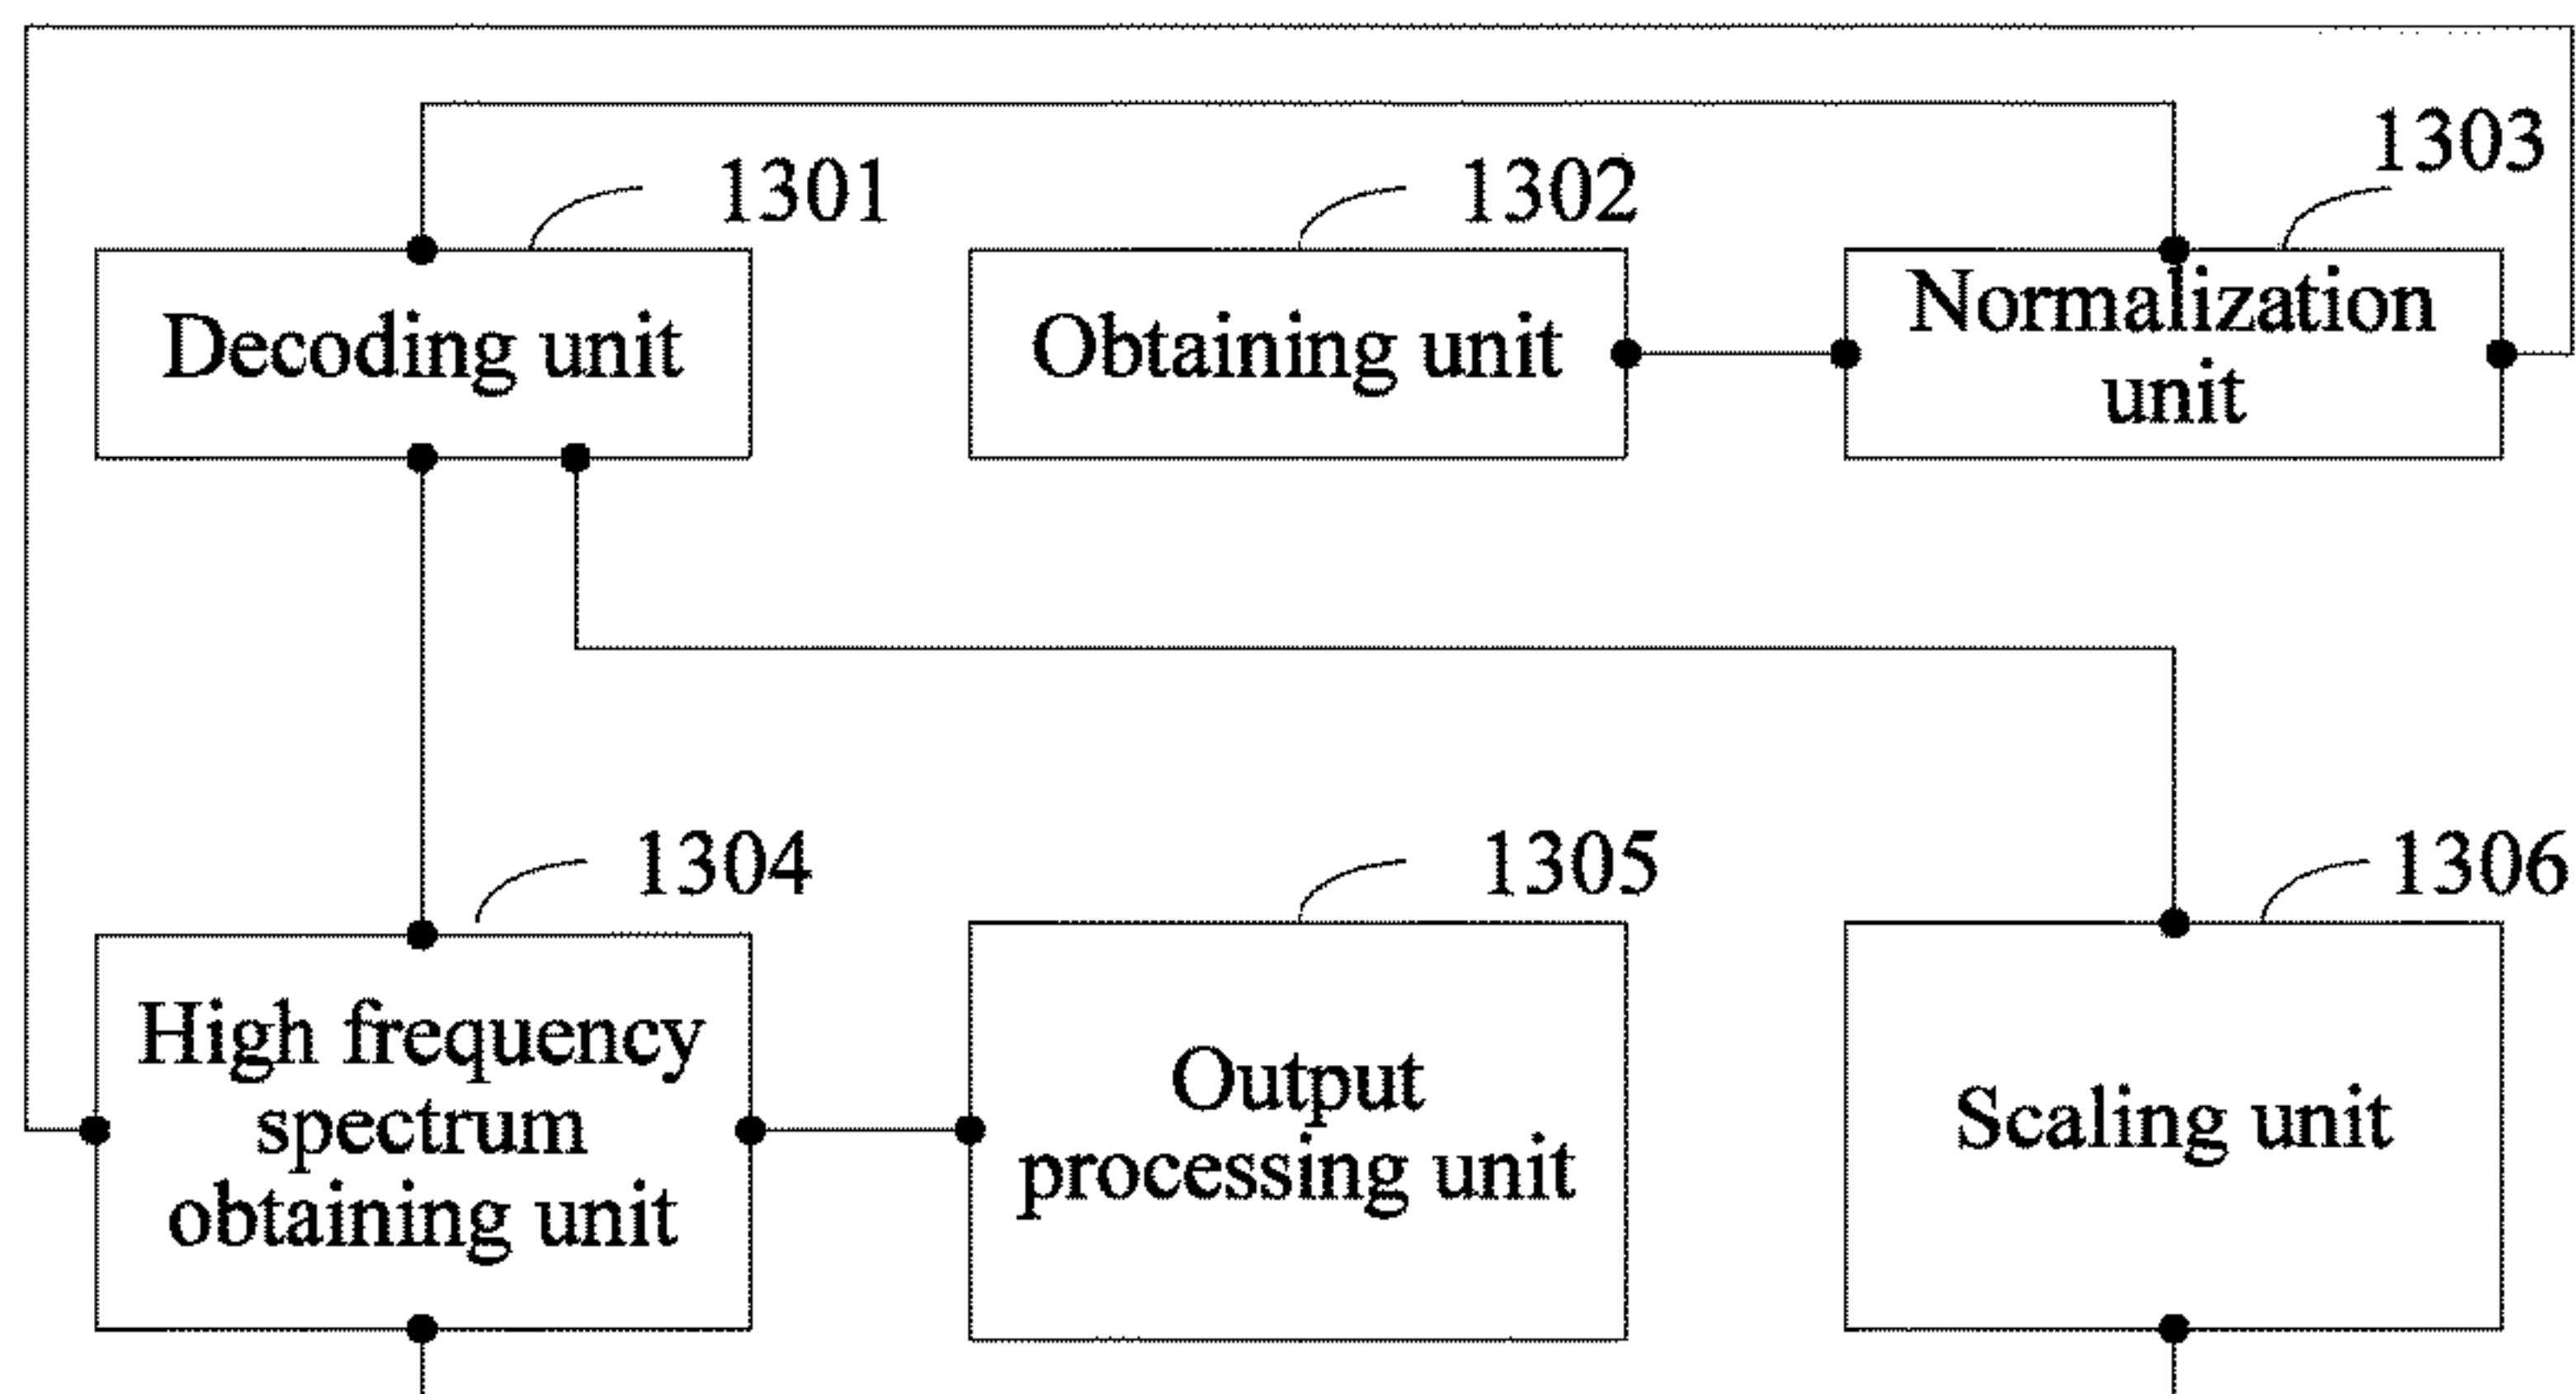 1301
1302
1303
Decoding unit
Obtaining unit
Normalization
unit
1304
1305
1306
High frequency
spectrum
obtaining unit
Output
processing unit
Scaling unit